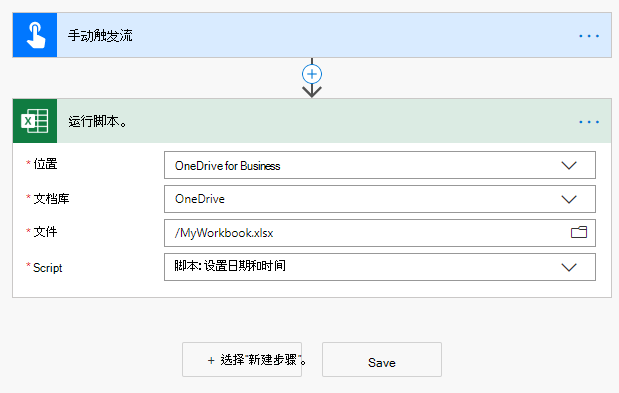 手动触发流
运行脚本。
* 位置
OneDrive for Business
* 文档库
OneDrive
* 文件
/MyWorkbook.xlsx
* Script
脚本: 设置日期和时间
+ 选择"新建步骤"。
Save